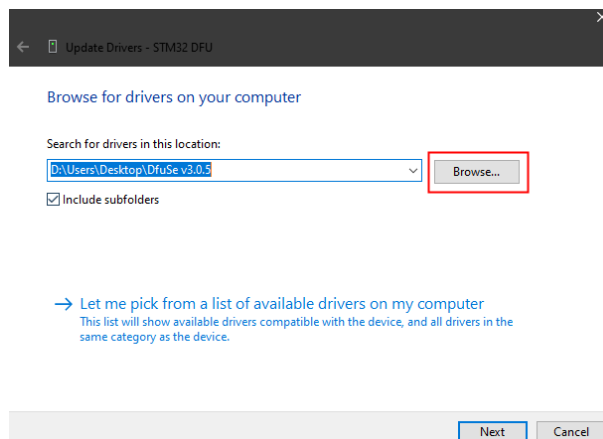 Update Drivers - STM32 DFU
Browse for drivers on your computer
Search for drivers in this location:
D:\Users\Desktop\DfuSe v3.0.5
Browse...
Include subfolders
Let me pick from a list of available drivers on my computer
This list will show available drivers compatible with the device, and all drivers in the
same category as the device.
Next Cancel